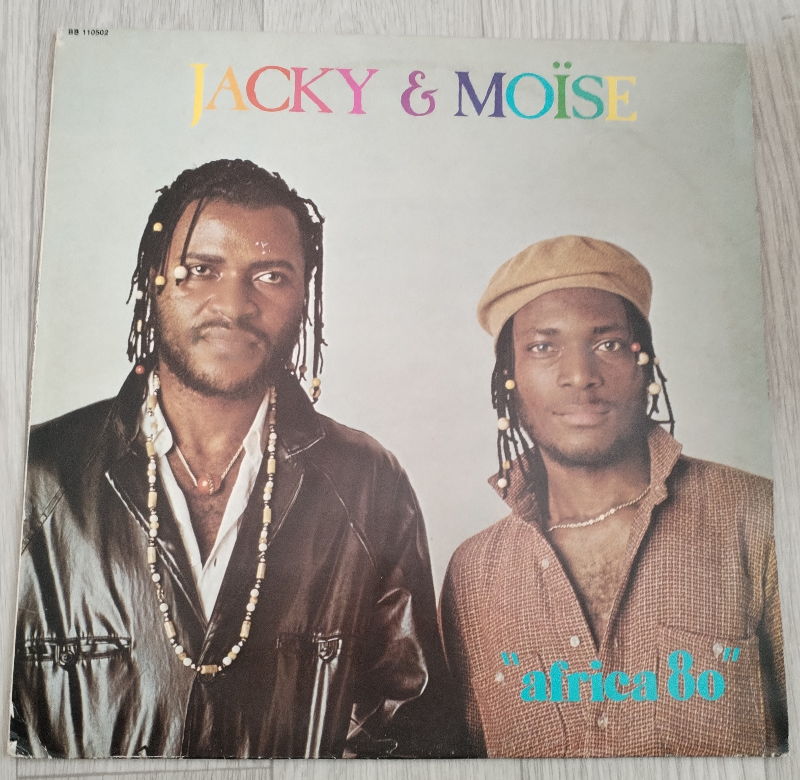 BB 110502
JACKY & MOÏSE
"africa 80"